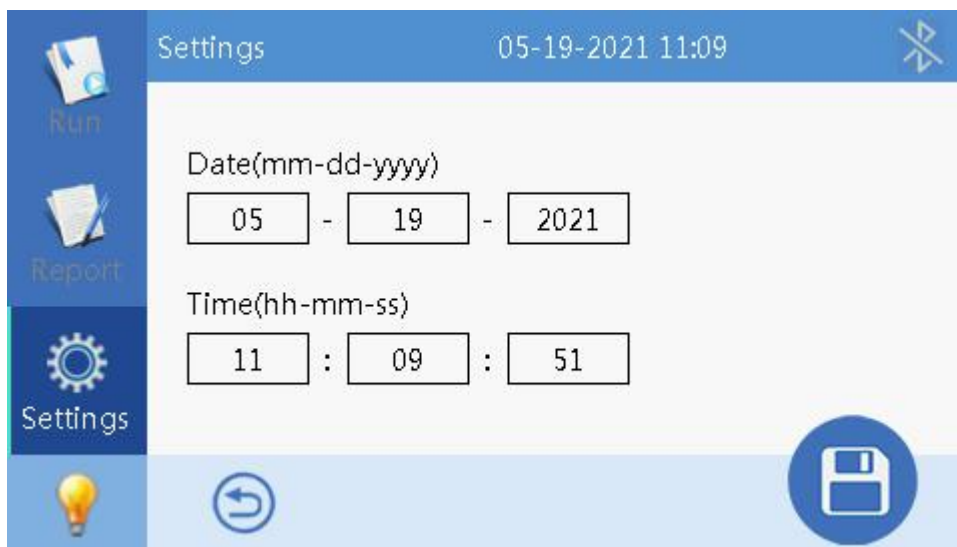 Settings 05-19-2021 11:09
Run
Report
Settings
Date(mm-dd-yyyy)
05 - 19 - 2021
Time(hh-mm-ss)
11 : 09 : 51